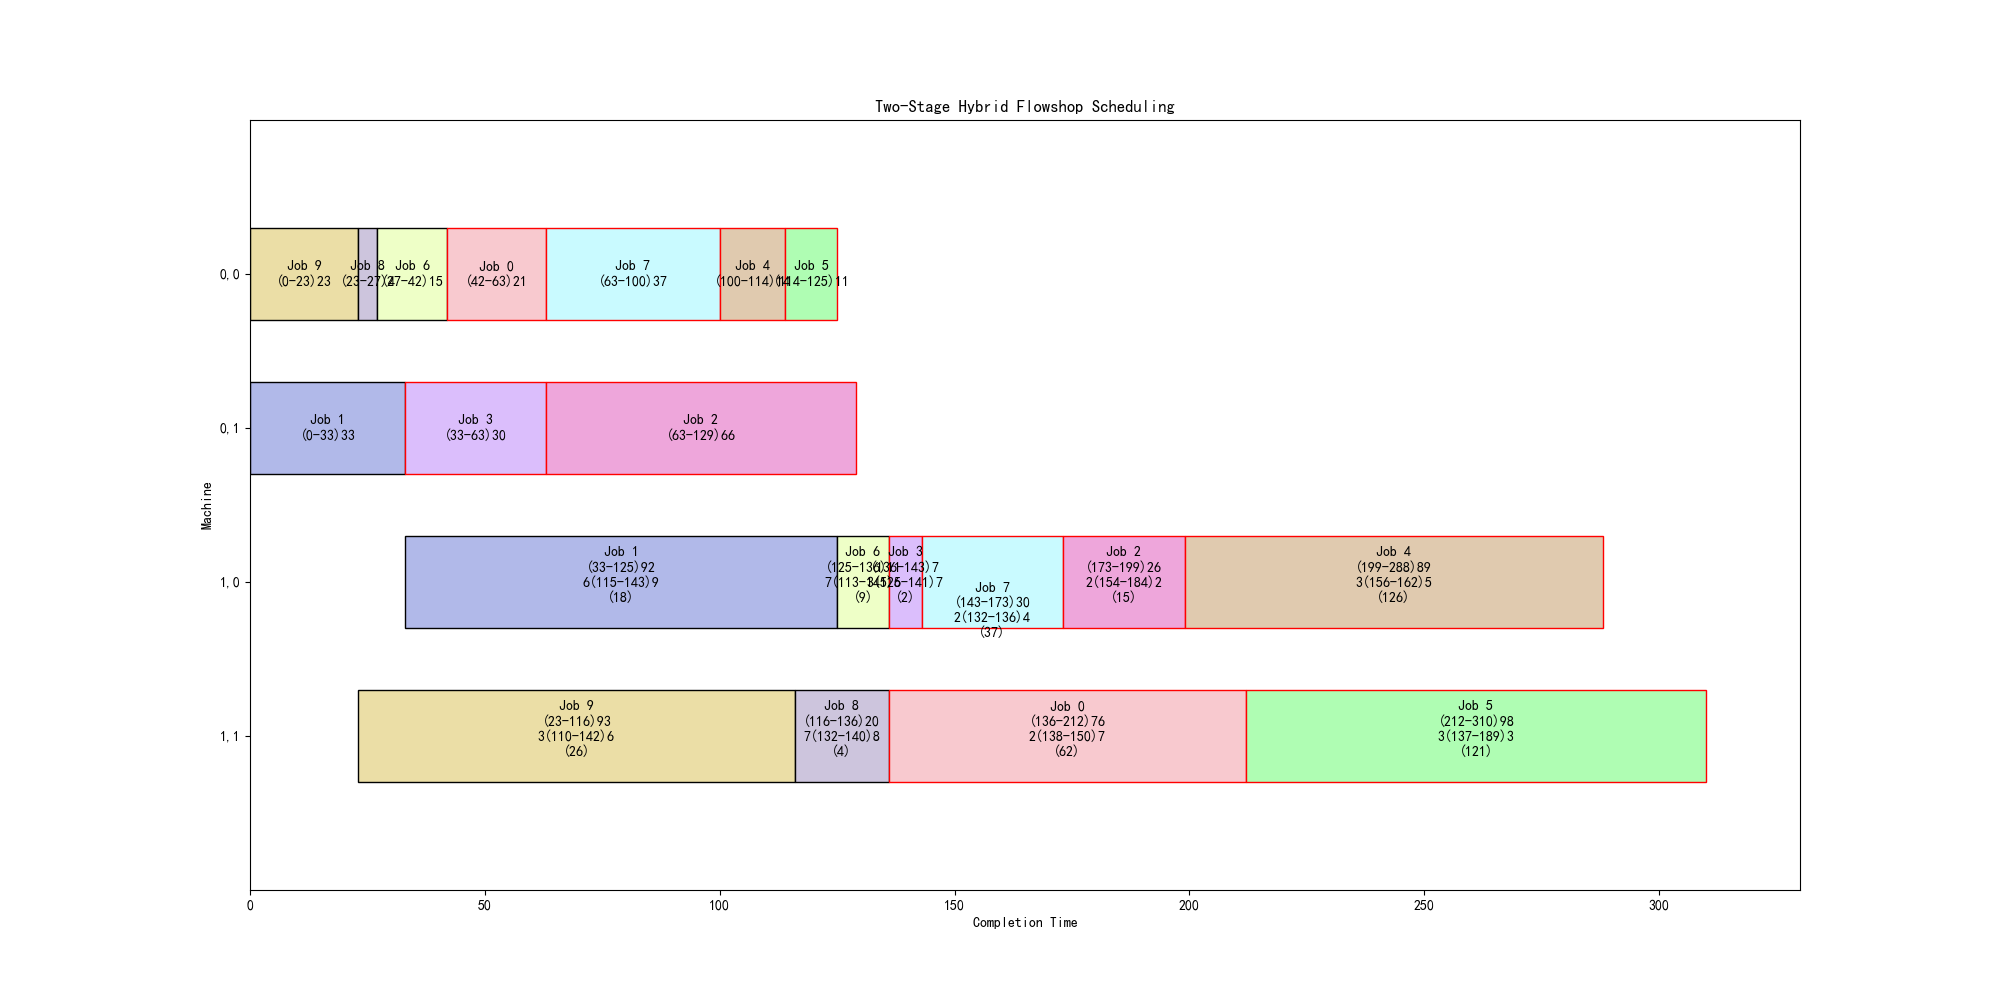 Two-Stage Hybrid Flowshop Scheduling
0,0
Job 9
(0-23)23
Job 8
(23-27)4
Job 6
(27-42)15
Job 0
(42-63)21
Job 7
(63-100)37
Job 4
(100-114)14
Job 5
(114-125)11
0,1
Job 1
(0-33)33
Job 3
(33-63)30
Job 2
(63-129)66
Machine
1,0
Job 1
(33-125)92
6(115-143)9
(18)
Job 6
(125-136)11
(9)
Job 3
(136-143)7
(2)
Job 7
(143-173)30
2(132-136)4
(37)
Job 2
(173-199)26
2(154-184)2
(15)
Job 4
(199-288)89
3(156-162)5
(126)
1,1
Job 9
(23-116)93
3(110-142)6
(26)
Job 8
(116-136)20
7(132-140)8
(4)
Job 0
(136-212)76
2(138-150)7
(62)
Job 5
(212-310)98
3(137-189)3
(121)
0 50 100 150 200 250 300
Completion Time